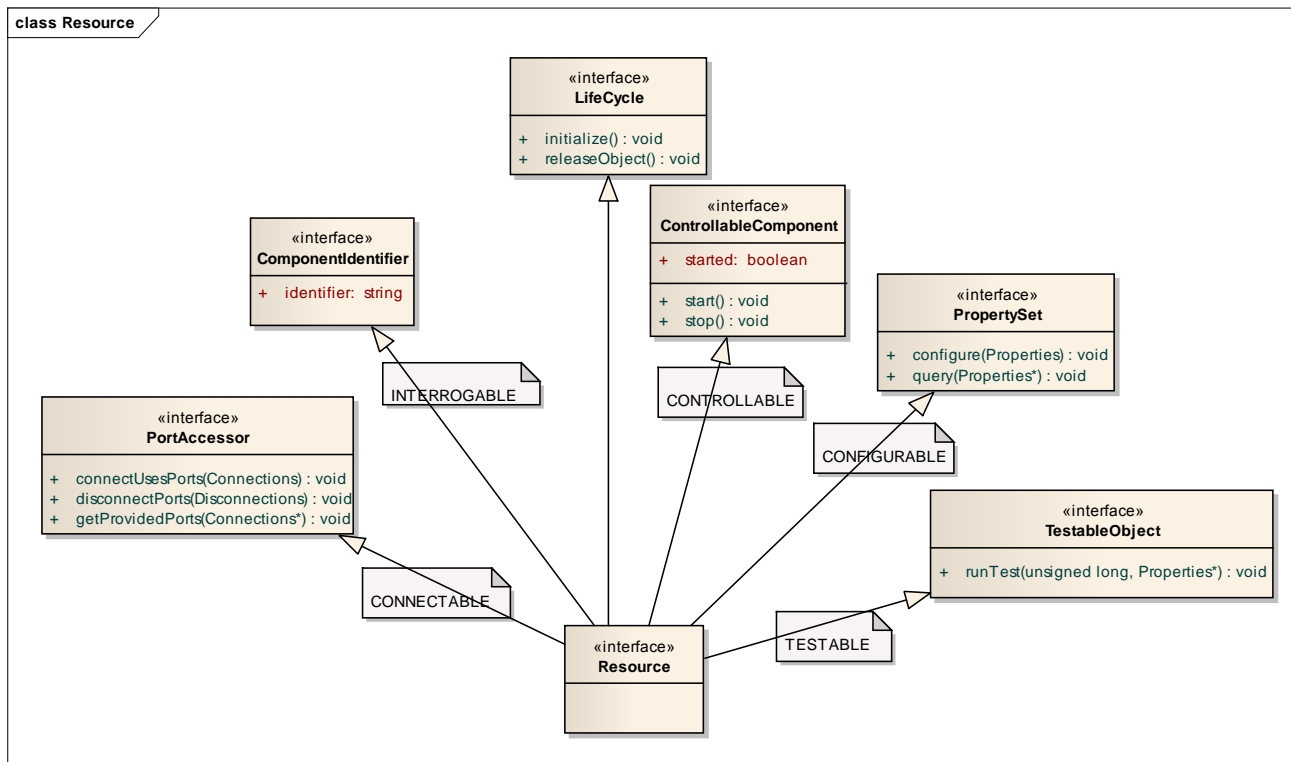 class Resource
«interface»
LifeCycle
+ initialize() : void
+ releaseObject() : void
«interface»
ControllableComponent
+ started: boolean
+ start() : void
+ stop() : void
«interface»
ComponentIdentifier
+ identifier: string
«interface»
PropertySet
+ configure(Properties) : void
+ query(Properties*) : void
INTERROGABLE
CONTROLLABLE
«interface»
PortAccessor
+ connectUsesPorts(Connections) : void
+ disconnectPorts(Disconnections) : void
+ getProvidedPorts(Connections*) : void
CONFIGURABLE
«interface»
TestableObject
+ runTest(unsigned long, Properties*) : void
CONNECTABLE
TESTABLE
«interface»
Resource